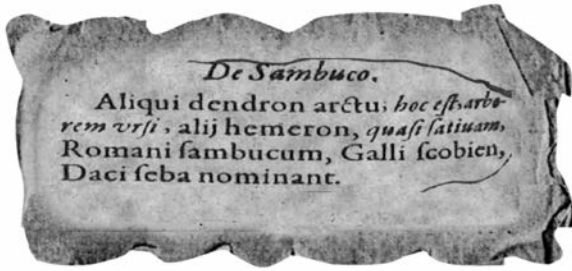 De Sambuco.
Aliqui dendron arctu, hoc eſt, arbo-
rem vrſi, alij hemeron, quaſi ſatiuam,
Romani ſambucum, Galli ſcobien,
Daci ſeba nominant.